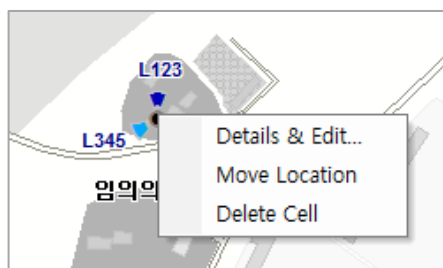 L123
L345
임의의
Details & Edit...
Move Location
Delete Cell